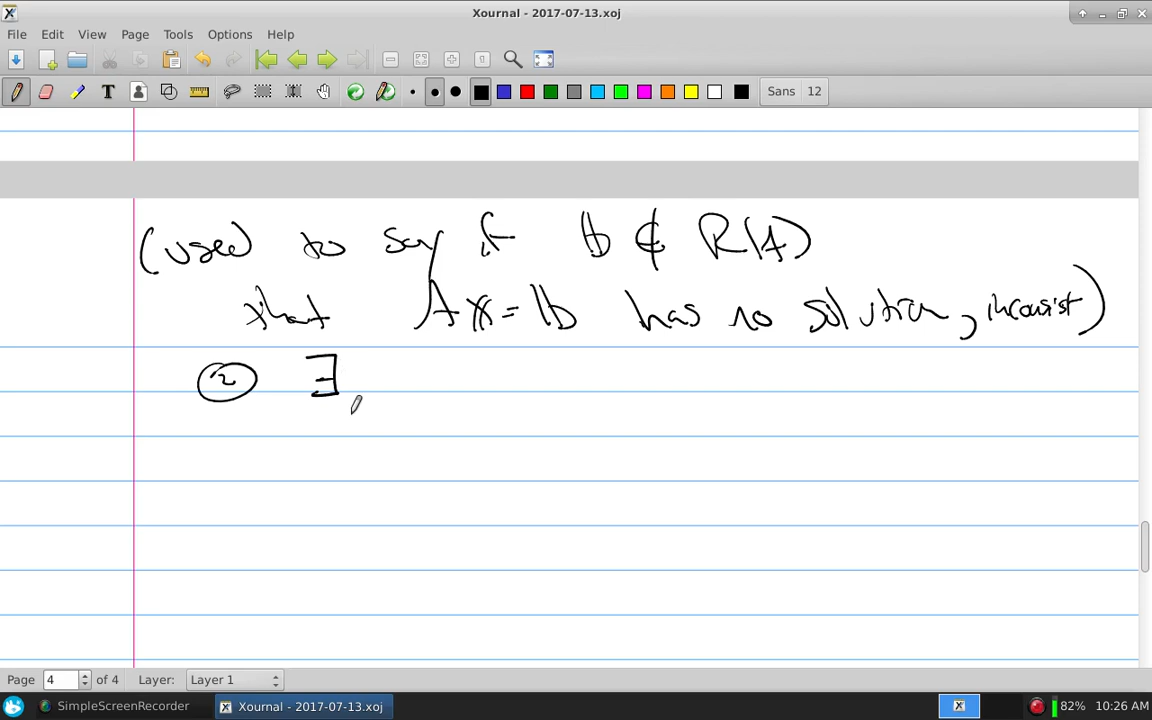 Xournal - 2017-07-13.xoj
File Edit View Page Tools Options Help
Sans 12
(used to say if b ∉ R(A)
that Ax = b has no solution, inconsist)
② ∃
Page 4 of 4 Layer: Layer 1
SimpleScreenRecorder Xournal - 2017-07-13.xoj 82% 10:26 AM